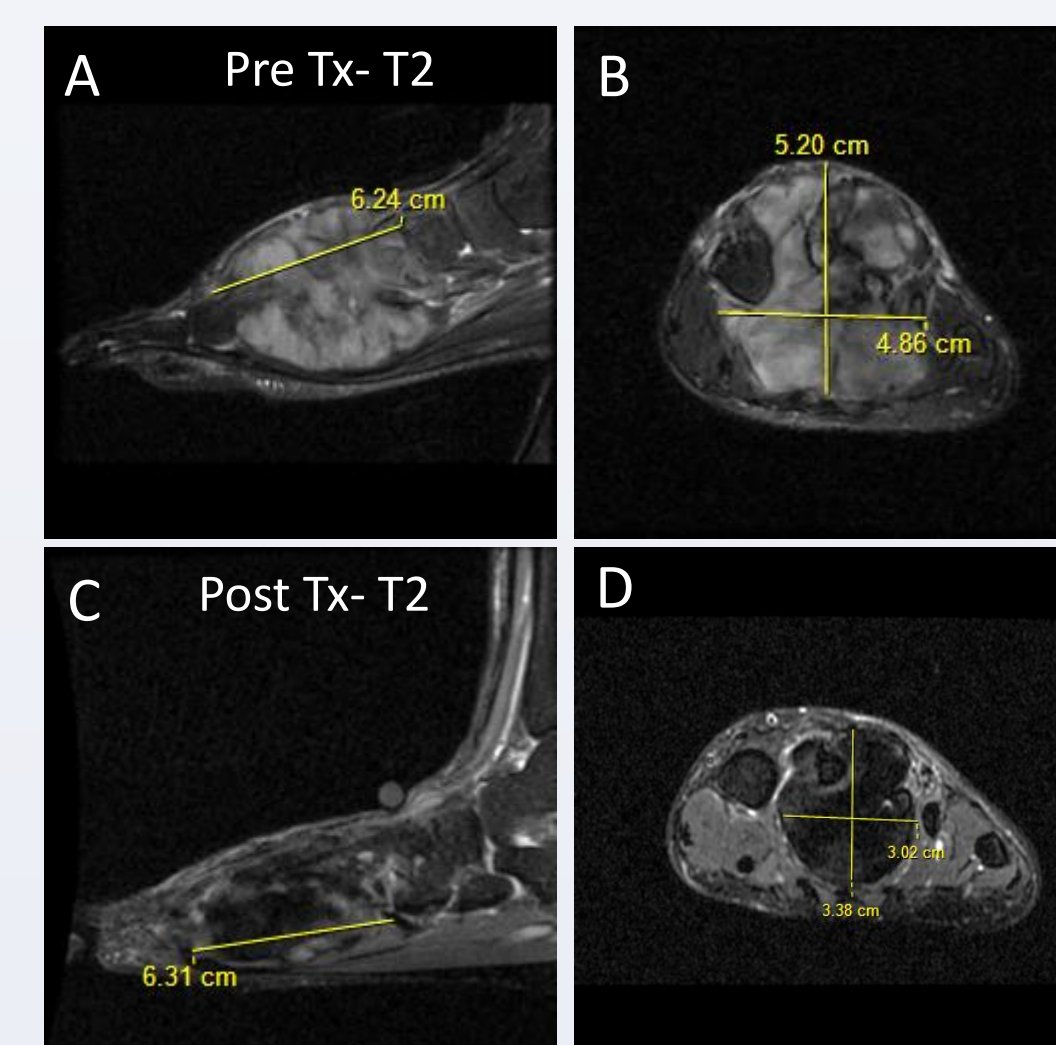 A
Pre Tx- T2
6.24 cm
B
5.20 cm
4.86 cm
C
Post Tx- T2
6.31 cm
D
3.02 cm
3.38 cm